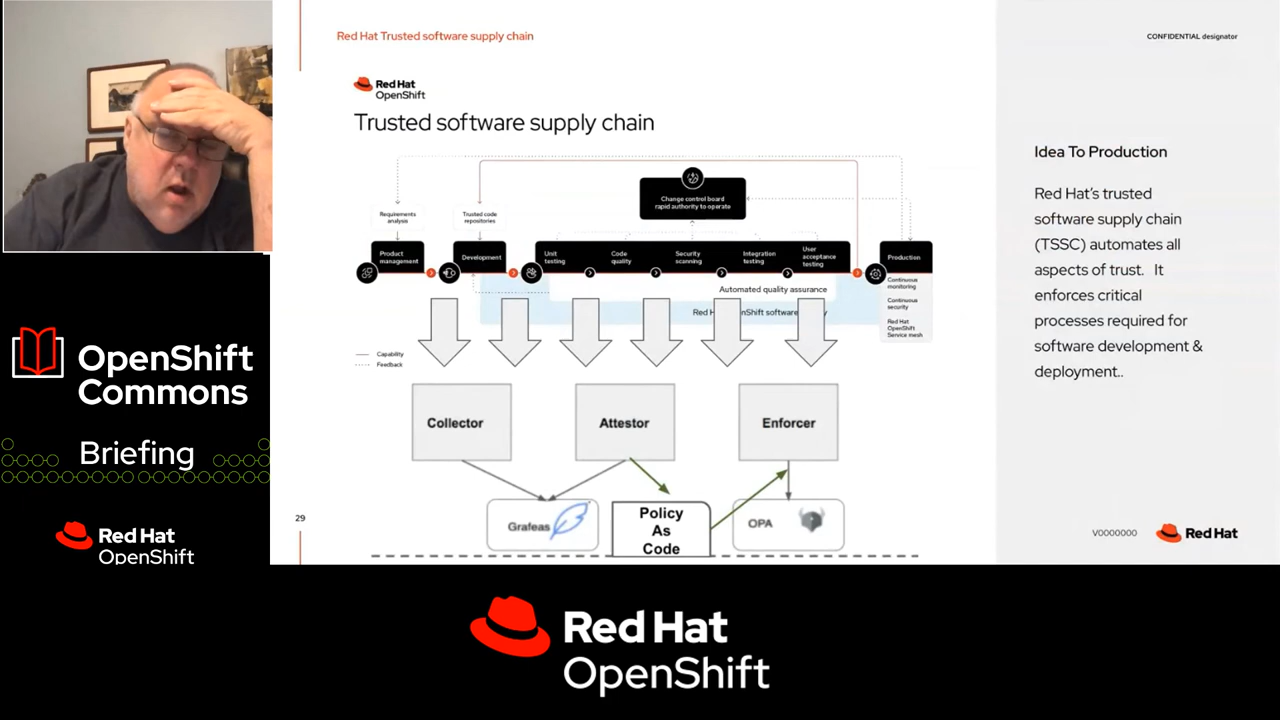 Red Hat Trusted software supply chain
CONFIDENTIAL designator
Red Hat
OpenShift
Trusted software supply chain
Change control board
rapid authority to operate
Requirements
analysis
Trusted code
repositories
Product
management
Development
Unit
testing
Code
quality
Security
scanning
Integration
testing
User
acceptance
testing
Production
Automated quality assurance
Continuous
monitoring
Continuous
security
Red Hat
OpenShift
Service mesh
Capability
Feedback
Collector
Attestor
Enforcer
Grafeas
Policy
As
Code
OPA
29
Idea To Production
Red Hat's trusted
software supply chain
(TSSC) automates all
aspects of trust. It
enforces critical
processes required for
software development &
deployment..
V0000000
Red Hat
OpenShift
Commons
Briefing
Red Hat
OpenShift
Red Hat
OpenShift